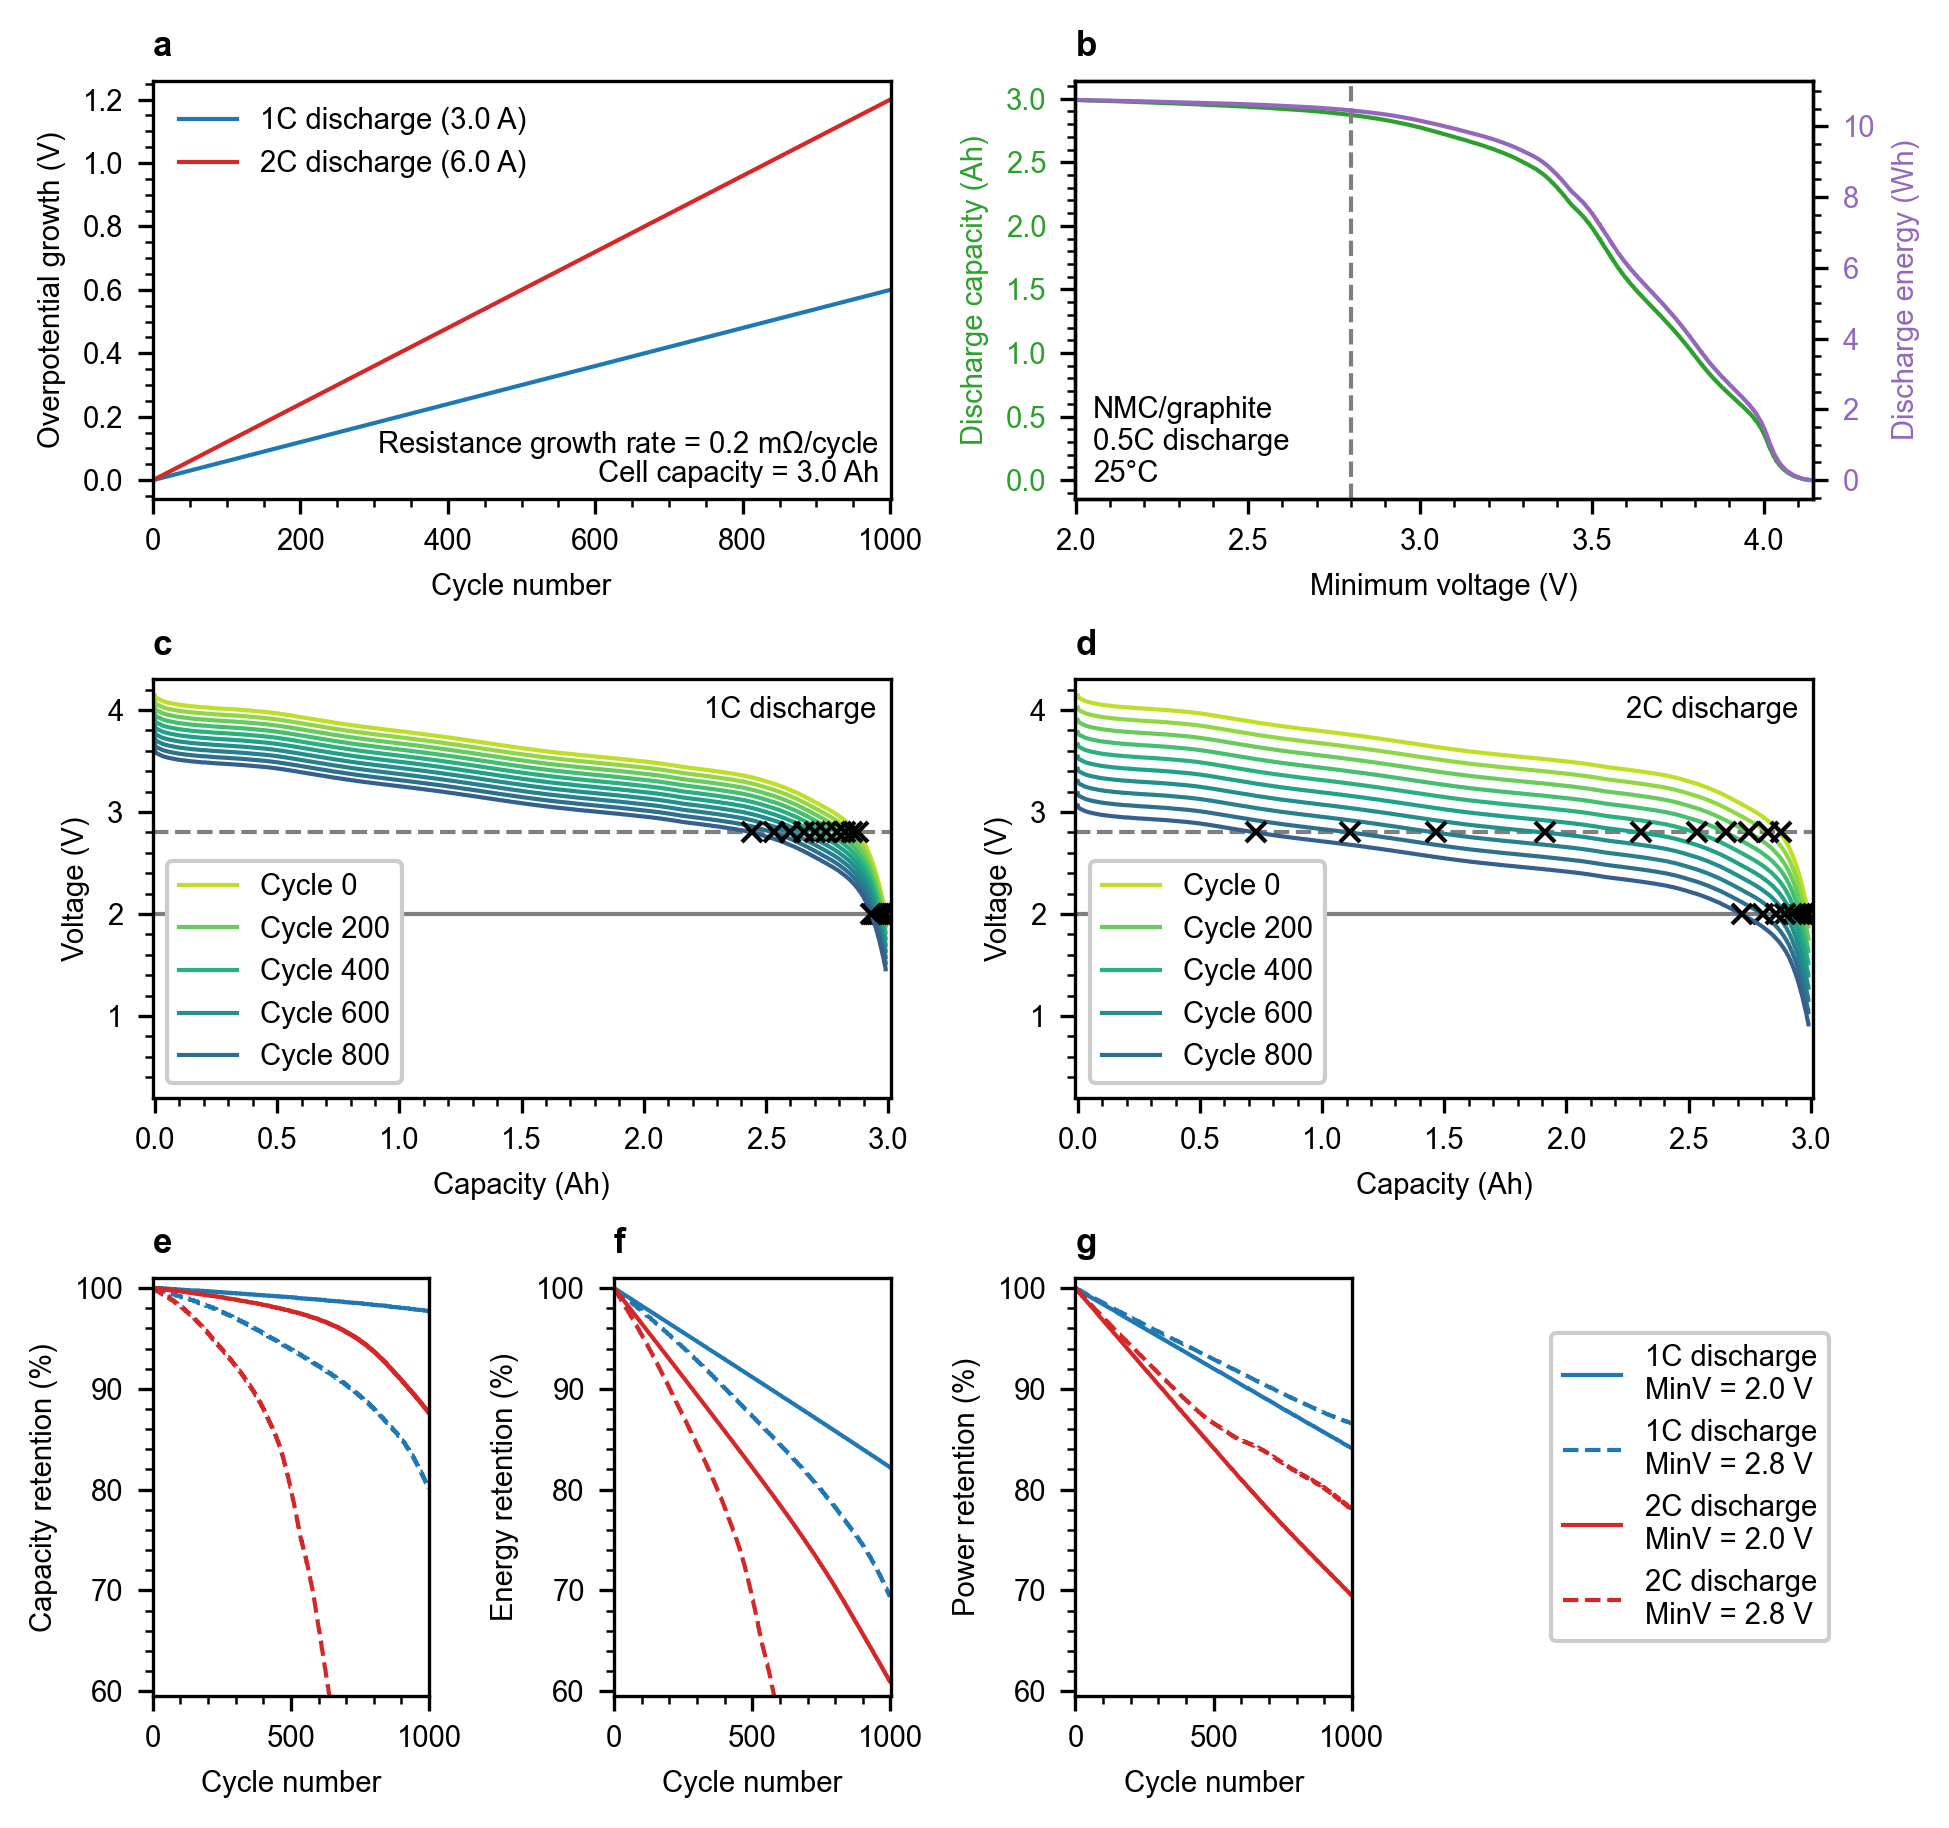 a
1.2
1.0
0.8
0.6
0.4
0.2
0.0
Overpotential growth (V)
1C discharge (3.0 A)
2C discharge (6.0 A)
Resistance growth rate = 0.2 mΩ/cycle
Cell capacity = 3.0 Ah
0 200 400 600 800 1000
Cycle number
b
3.0
2.5
2.0
1.5
1.0
0.5
0.0
Discharge capacity (Ah)
NMC/graphite
0.5C discharge
25°C
10
8
6
4
2
0
Discharge energy (Wh)
2.0 2.5 3.0 3.5 4.0
Minimum voltage (V)
c
4
3
2
1
Voltage (V)
1C discharge
Cycle 0
Cycle 200
Cycle 400
Cycle 600
Cycle 800
0.0 0.5 1.0 1.5 2.0 2.5 3.0
Capacity (Ah)
d
4
3
2
1
Voltage (V)
2C discharge
Cycle 0
Cycle 200
Cycle 400
Cycle 600
Cycle 800
0.0 0.5 1.0 1.5 2.0 2.5 3.0
Capacity (Ah)
e
100
90
80
70
60
Capacity retention (%)
0 500 1000
Cycle number
f
100
90
80
70
60
Energy retention (%)
0 500 1000
Cycle number
g
100
90
80
70
60
Power retention (%)
0 500 1000
Cycle number
1C discharge
MinV = 2.0 V
1C discharge
MinV = 2.8 V
2C discharge
MinV = 2.0 V
2C discharge
MinV = 2.8 V